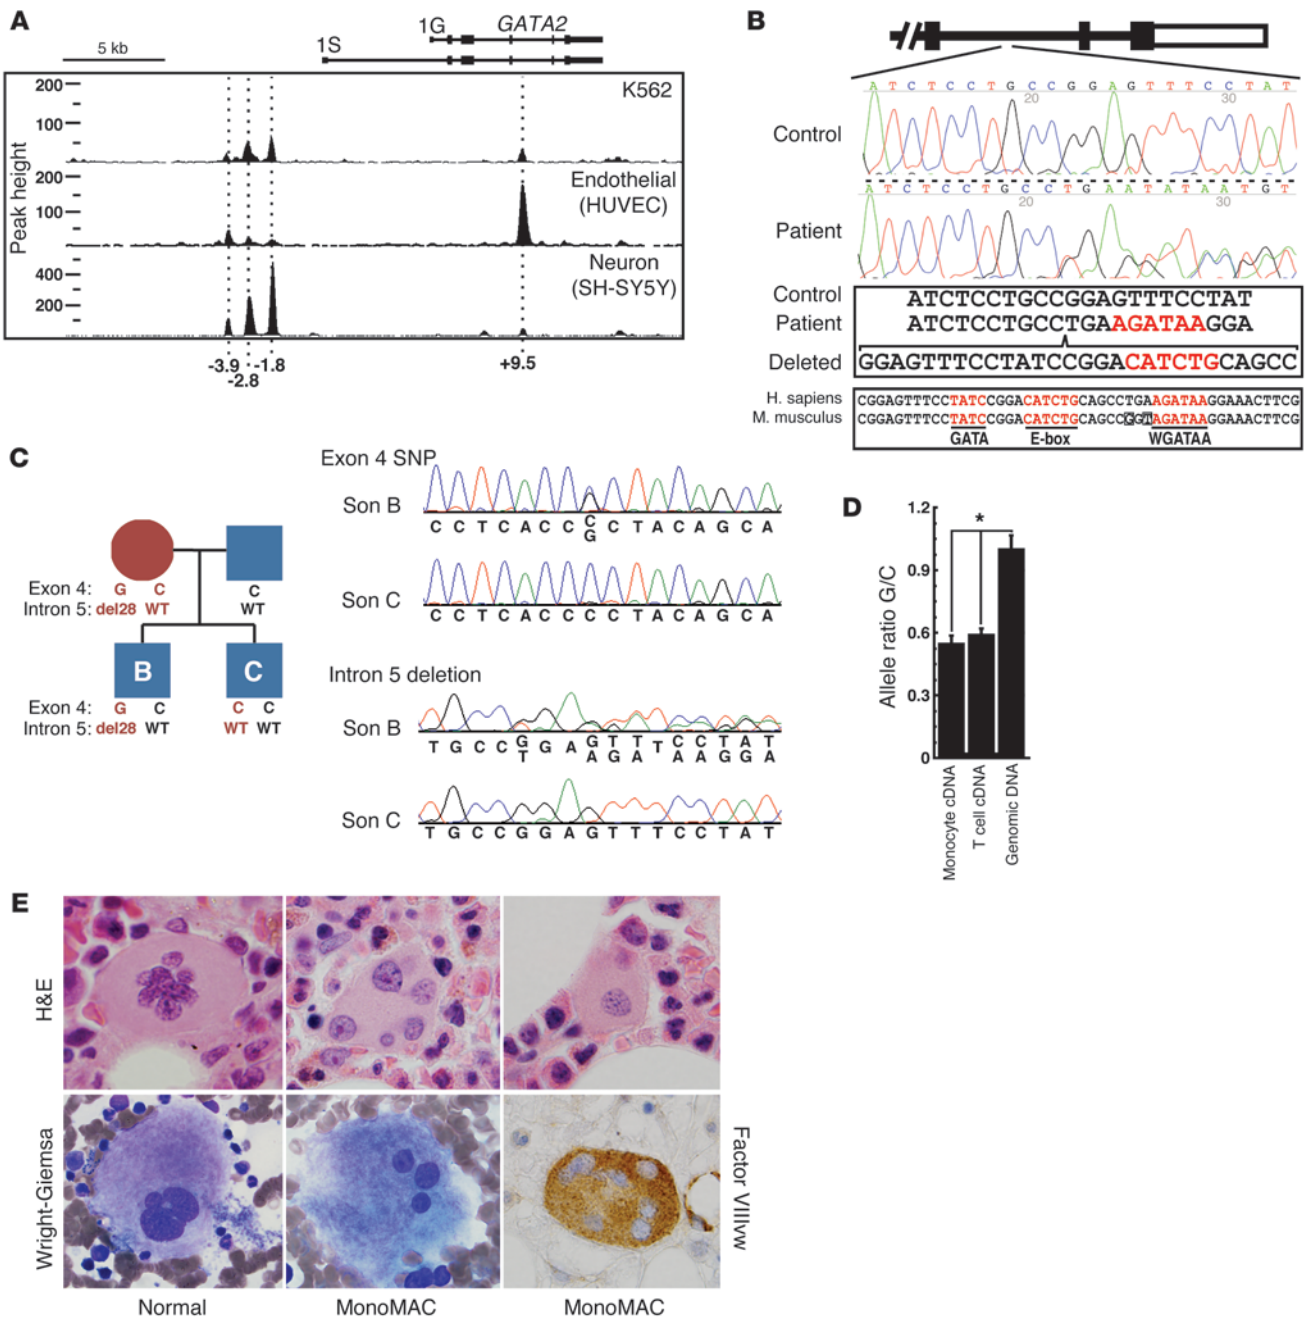 A
1G
GATA2
5 kb
1S
200
100
K562
200
100
Endothelial
(HUVEC)
400
200
Neuron
(SH-SY5Y)
Peak height
-3.9
-1.8
+9.5
-2.8
B
A T C T C C T G C C G G A G T T T C C T A T
20 30
Control
A T C T C C T G C C T G A A T A T A A T G T
20 30
Patient
Control ATCTCCTGCCGGAGTTTCCTAT
Patient ATCTCCTGCCTGAAGATAAGGA
Deleted GGAGTTTCCTATCCGGACATCTGCAGCC
H. sapiens CGGAGTTTCCTATCCGGACATCTGCAGCCTGAAGATAAGGAAACTTCG
M. musculus CGGAGTTTCCTATCCGGACATCTGCAGCCGGTAGATAAGGAAACTTCG
GATA E-box WGATAA
C
Exon 4: G C C
Intron 5: del28 WT WT
B C
Exon 4: G C C C
Intron 5: del28 WT WT WT
Exon 4 SNP
Son B
C C T C A C C C C T A C A G C A
G
Son C
C C T C A C C C C T A C A G C A
Intron 5 deletion
Son B
T G C C G G A G T T T C C T A T
T A G A A A G G A
Son C
T G C C G G A G T T T C C T A T
D
1.2
0.9
0.6
0.3
0
Allele ratio G/C
*
Monocyte cDNA
T cell cDNA
Genomic DNA
E
H&E
Wright-Giemsa
Factor VIIIvw
Normal
MonoMAC
MonoMAC